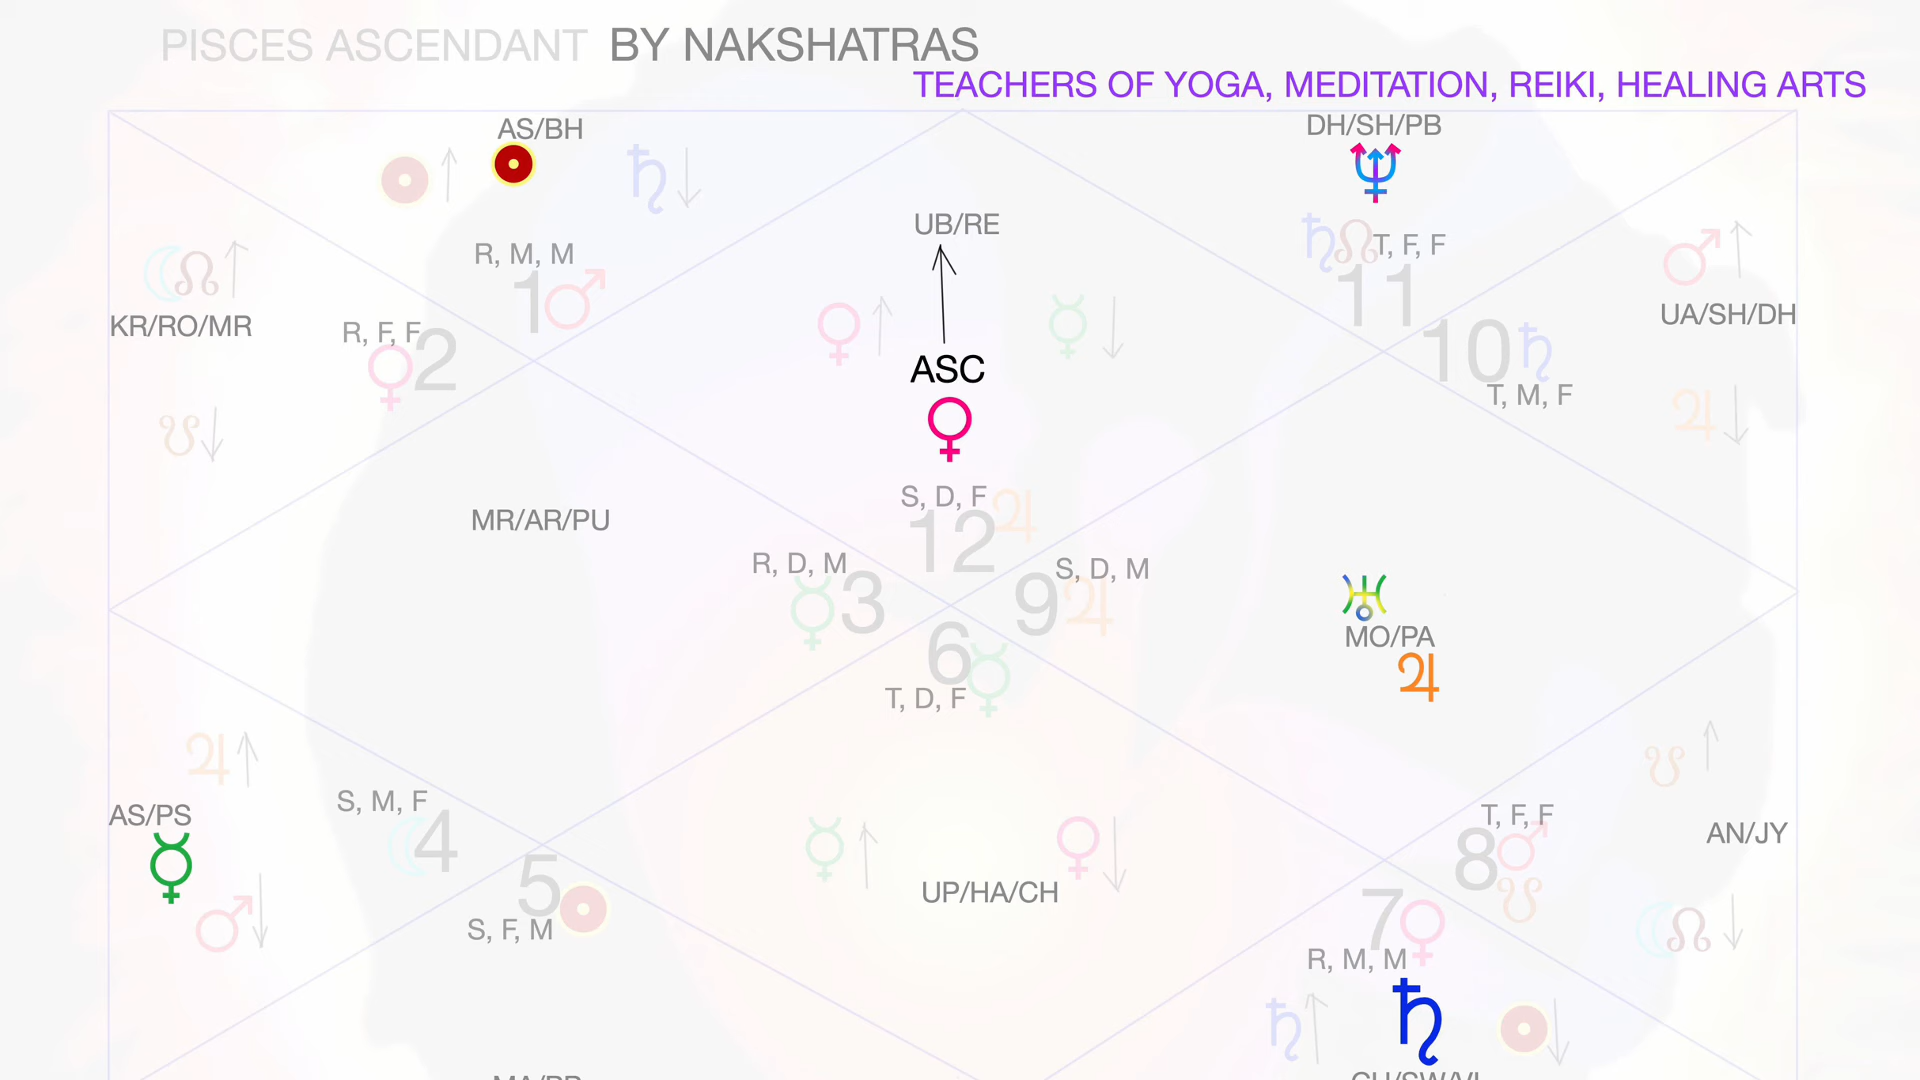 PISCES ASCENDANT BY NAKSHATRAS
TEACHERS OF YOGA, MEDITATION, REIKI, HEALING ARTS
AS/BH
DH/SH/PB
UB/RE
R, M, M
1
T, F, F
11
KR/RO/MR
UA/SH/DH
R, F, F
2
10
T, M, F
ASC
MR/AR/PU
S, D, F
12
R, D, M
3
S, D, M
9
6
T, D, F
MO/PA
AS/PS
S, M, F
4
5
S, F, M
UP/HA/CH
T, F, F
8
AN/JY
7
R, M, M